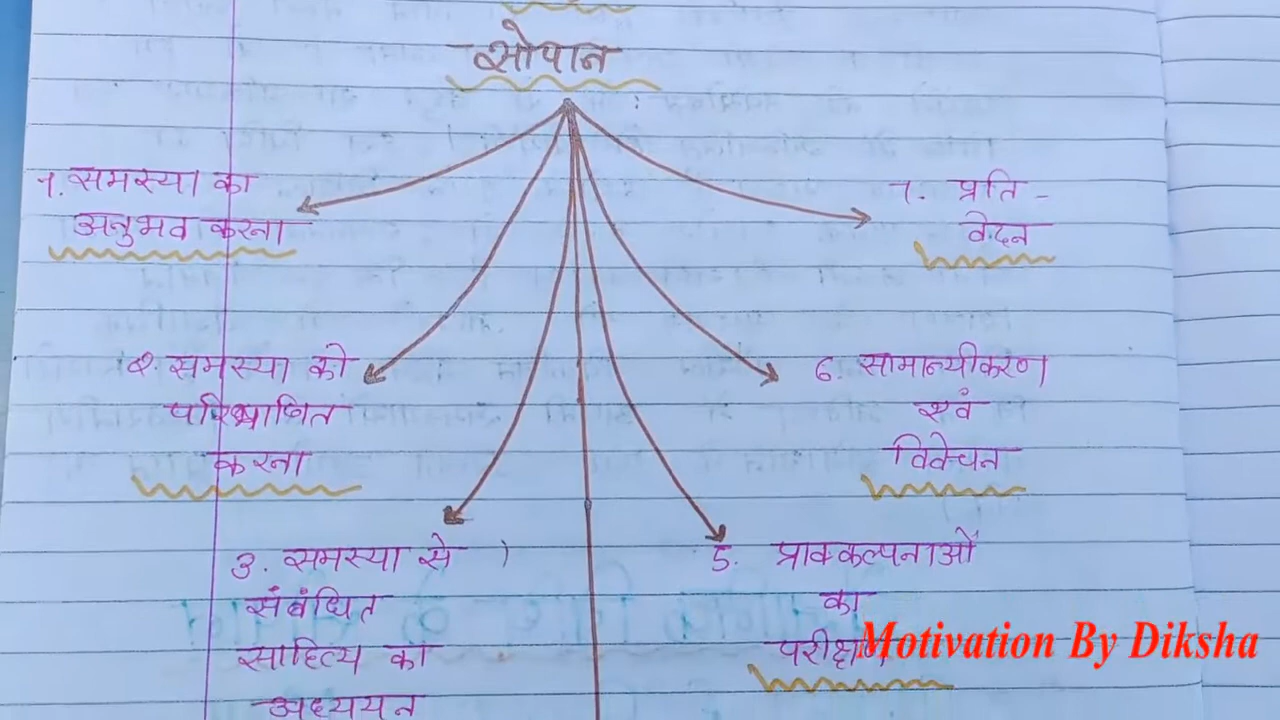 सोपान
1. समस्या का
अनुभव करना
2. समस्या को
परिभाषित
करना
3. समस्या से
संबंधित
साहित्य का
अध्ययन
5. प्राक्कल्पनाओं
का
परीक्षण
6. सामान्यीकरण
एवं
विवेचन
7. प्रति -
वेदन
Motivation By Diksha